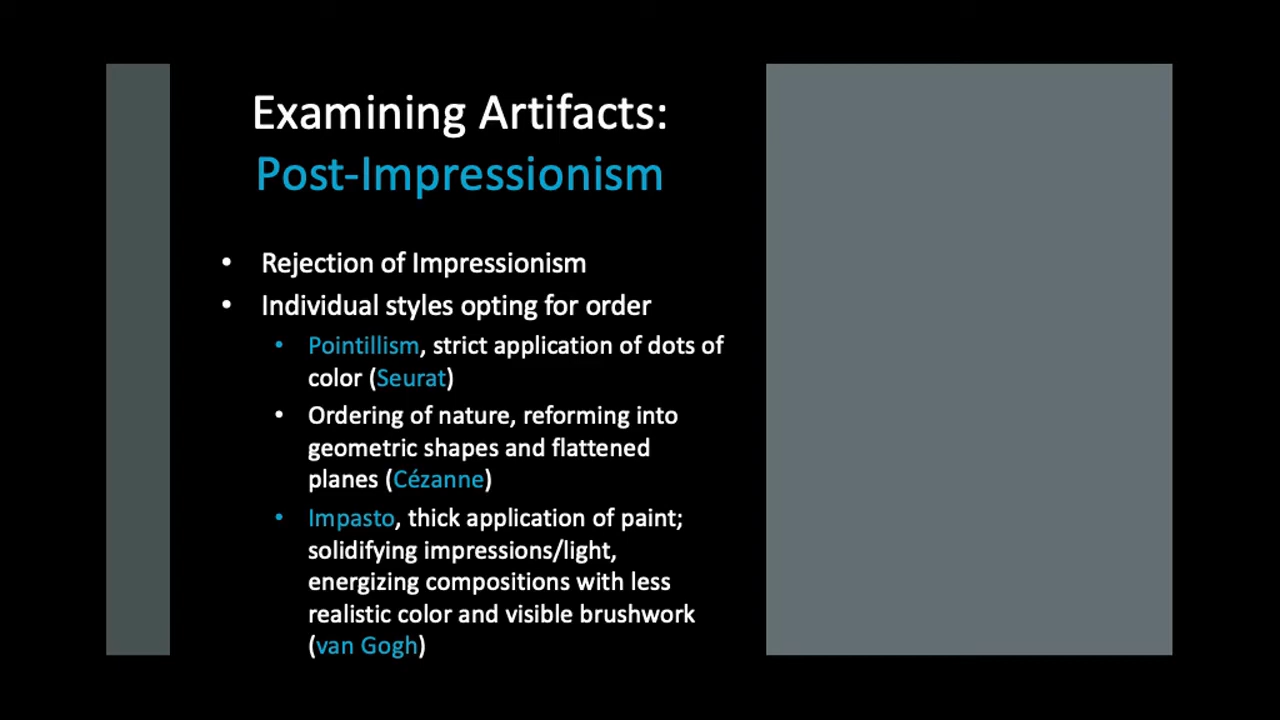 Examining Artifacts:
Post-Impressionism
• Rejection of Impressionism
• Individual styles opting for order
• Pointillism, strict application of dots of
color (Seurat)
• Ordering of nature, reforming into
geometric shapes and flattened
planes (Cézanne)
• Impasto, thick application of paint;
solidifying impressions/light,
energizing compositions with less
realistic color and visible brushwork
(van Gogh)